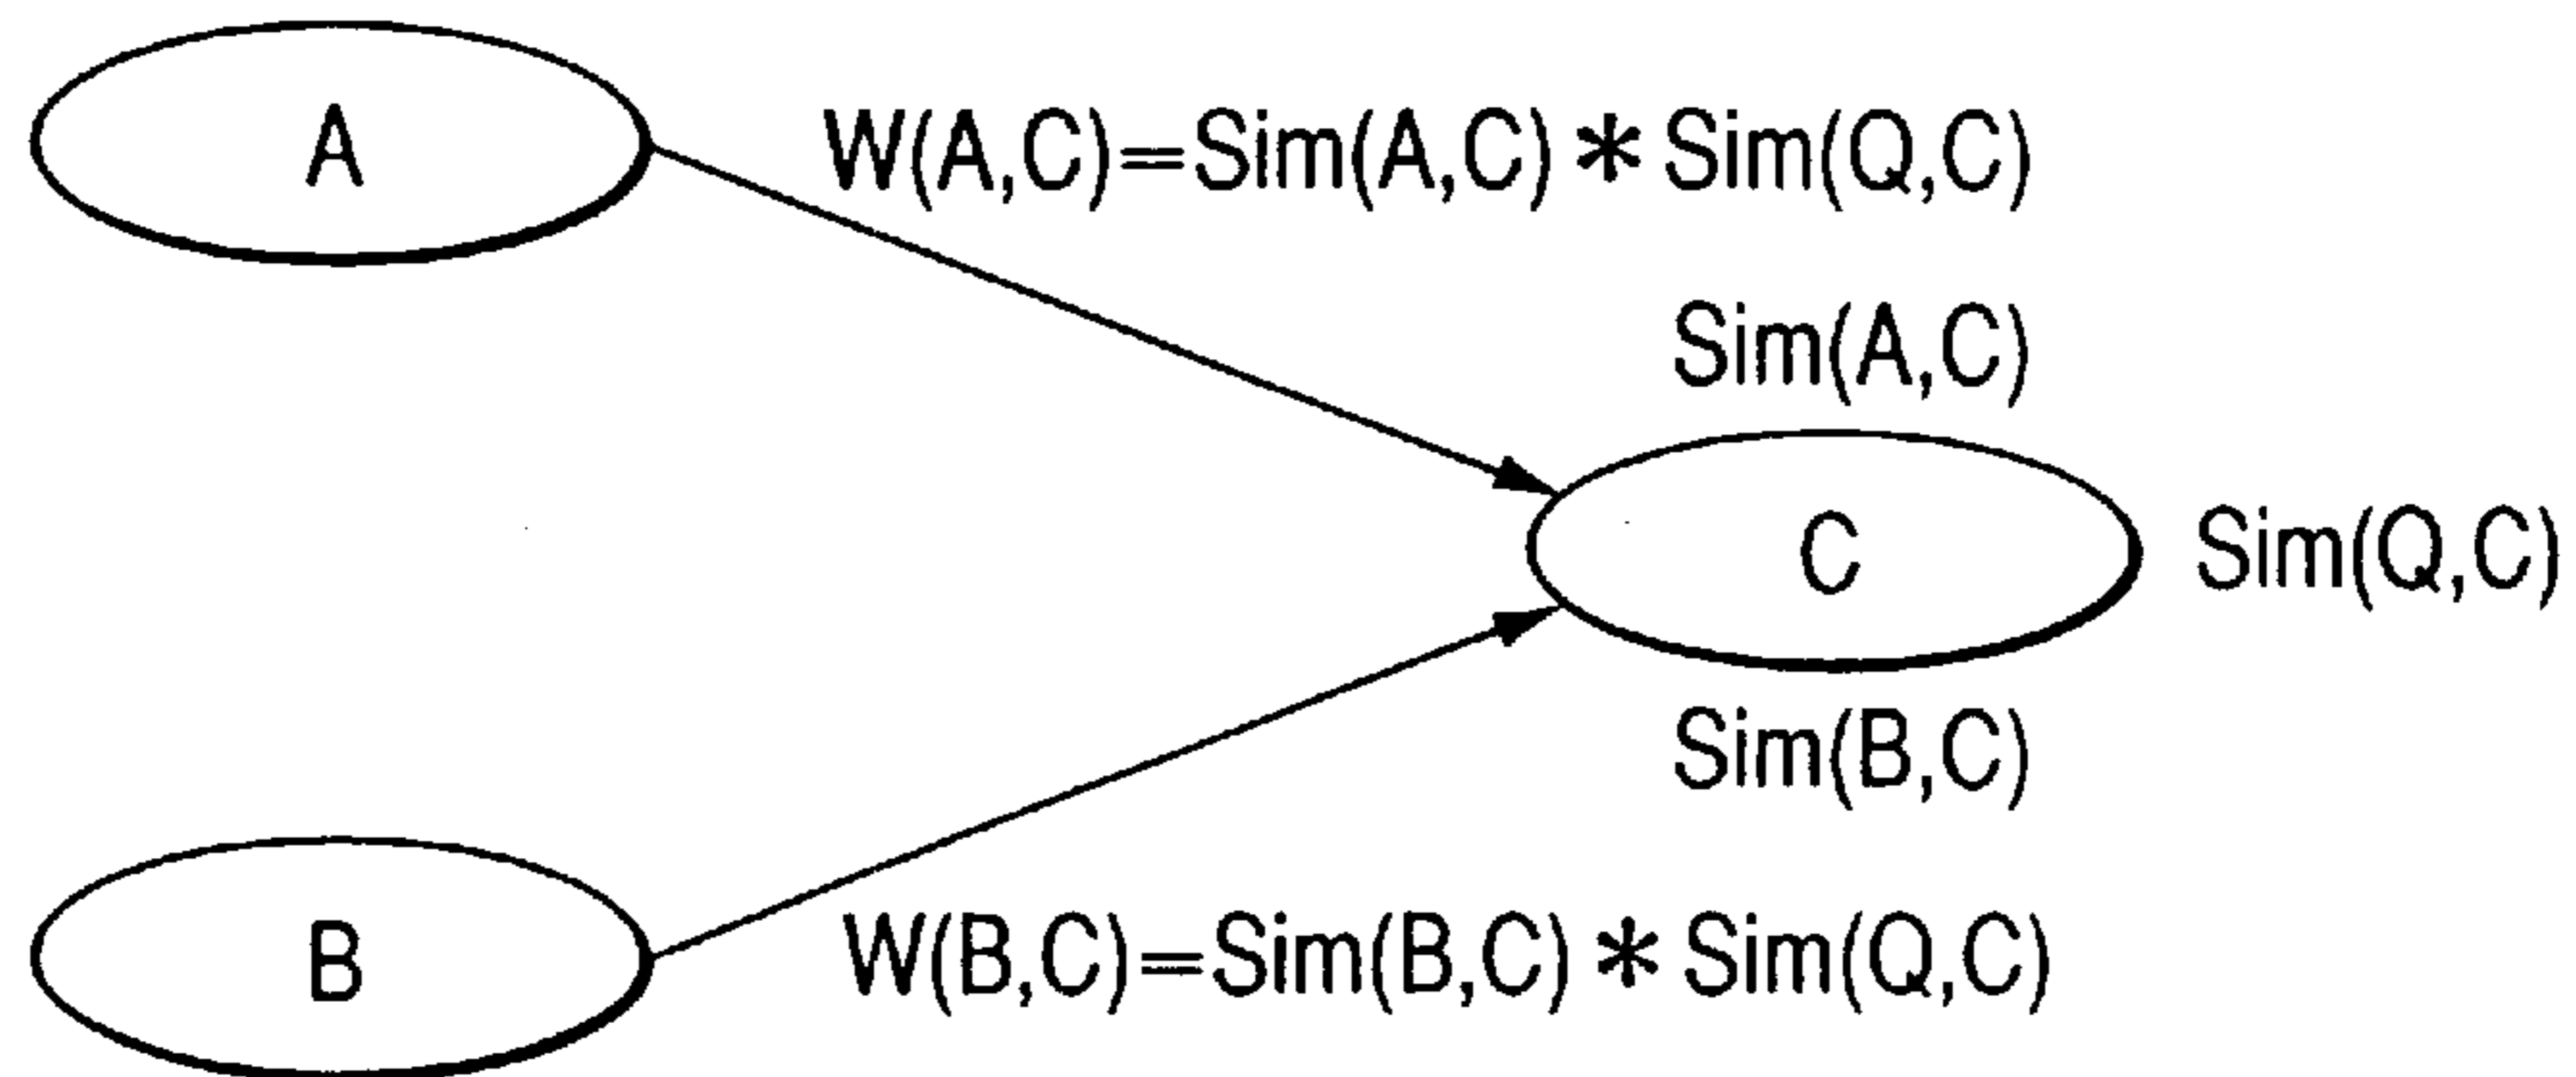 A
W(A,C)=Sim(A,C) * Sim(Q,C)
Sim(A,C)
C
Sim(Q,C)
Sim(B,C)
B
W(B,C)=Sim(B,C) * Sim(Q,C)